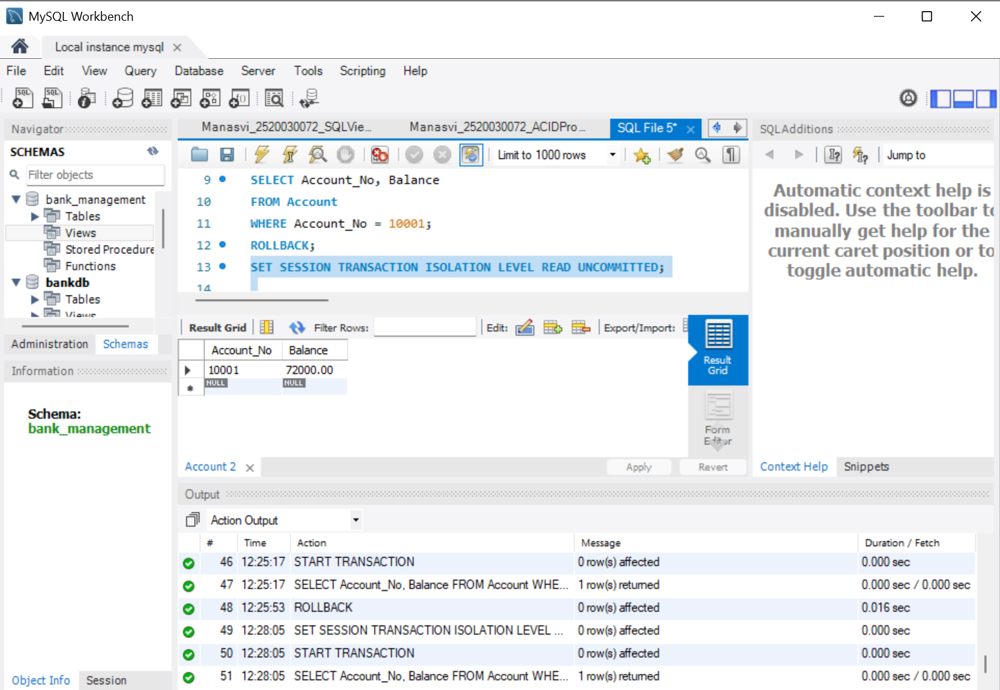 MySQL Workbench
Local instance mysql
File Edit View Query Database Server Tools Scripting Help
Navigator
SCHEMAS
Filter objects
bank_management
Tables
Views
Stored Procedure
Functions
bankdb
Tables
Views
Administration Schemas
Information
Schema:
bank_management
Object Info Session
Manasvi_2520030072_SQLVie... Manasvi_2520030072_ACIDPro... SQL File 5*
Limit to 1000 rows
9 SELECT Account_No, Balance
10 FROM Account
11 WHERE Account_No = 10001;
12 ROLLBACK;
13 SET SESSION TRANSACTION ISOLATION LEVEL READ UNCOMMITTED;
14
Result Grid Filter Rows: Edit: Export/Import:
Account_No Balance
10001 72000.00
NULL NULL
Result
Grid
Form
Editor
Account 2 Apply Revert
SQLAdditions
Jump to
Automatic context help is
disabled. Use the toolbar to
manually get help for the
current caret position or to
toggle automatic help.
Context Help Snippets
Output
Action Output
# Time Action Message Duration / Fetch
46 12:25:17 START TRANSACTION 0 row(s) affected 0.000 sec
47 12:25:17 SELECT Account_No, Balance FROM Account WHE... 1 row(s) returned 0.000 sec / 0.000 sec
48 12:25:53 ROLLBACK 0 row(s) affected 0.016 sec
49 12:28:05 SET SESSION TRANSACTION ISOLATION LEVEL ... 0 row(s) affected 0.000 sec
50 12:28:05 START TRANSACTION 0 row(s) affected 0.000 sec
51 12:28:05 SELECT Account_No, Balance FROM Account WHE... 1 row(s) returned 0.000 sec / 0.000 sec